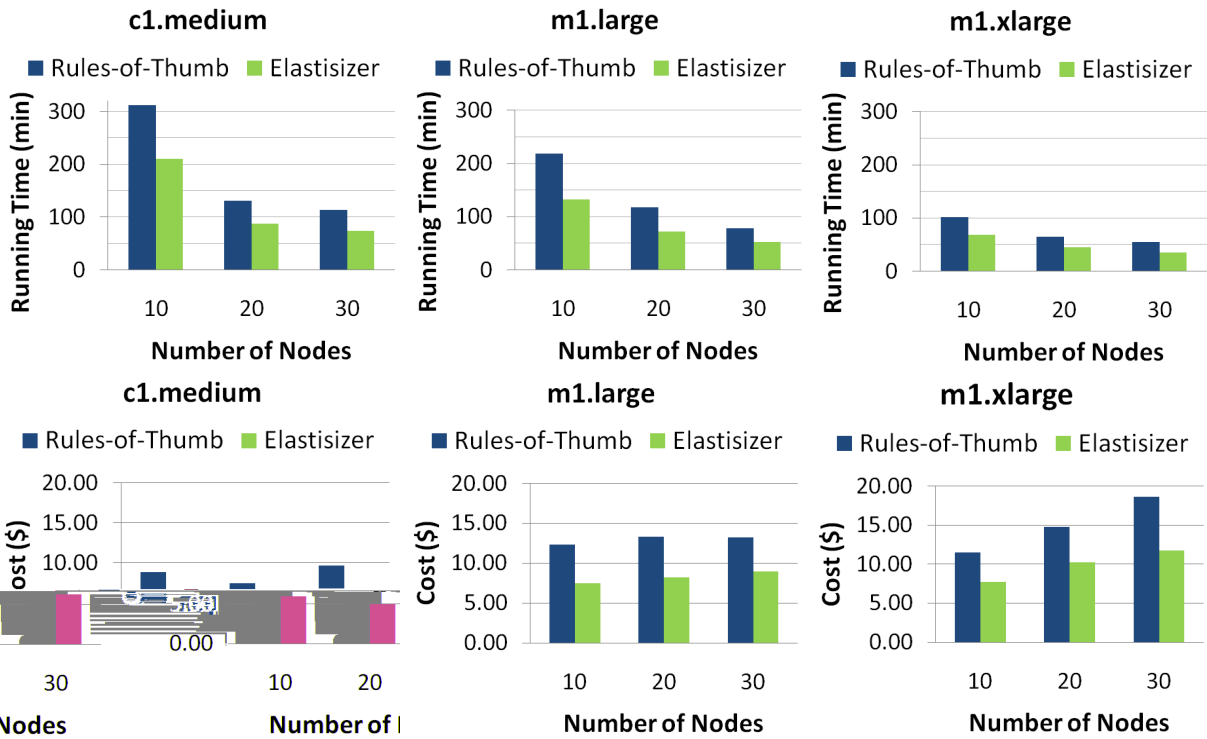 c1.medium
Rules-of-Thumb Elastisizer
Running Time (min)
300
200
100
0
10 20 30
Number of Nodes
m1.large
Rules-of-Thumb Elastisizer
Running Time (min)
300
200
100
0
10 20 30
Number of Nodes
m1.xlarge
Rules-of-Thumb Elastisizer
Running Time (min)
300
200
100
0
10 20 30
Number of Nodes
c1.medium
Rules-of-Thumb Elastisizer
ost ($)
20.00
15.00
10.00
0.00
30 10 20
Nodes Number of
m1.large
Rules-of-Thumb Elastisizer
Cost ($)
20.00
15.00
10.00
5.00
0.00
10 20 30
Number of Nodes
m1.xlarge
Rules-of-Thumb Elastisizer
Cost ($)
20.00
15.00
10.00
5.00
0.00
10 20 30
Number of Nodes